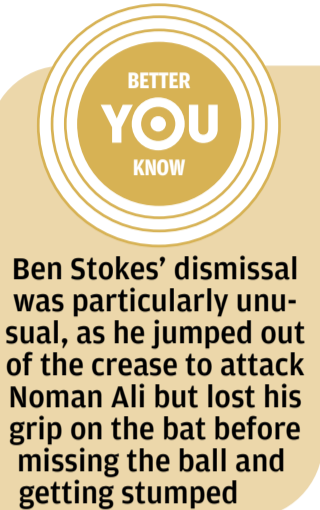 BETTER
YOU
KNOW
Ben Stokes’ dismissal
was particularly unu-
sual, as he jumped out
of the crease to attack
Noman Ali but lost his
grip on the bat before
missing the ball and
getting stumped